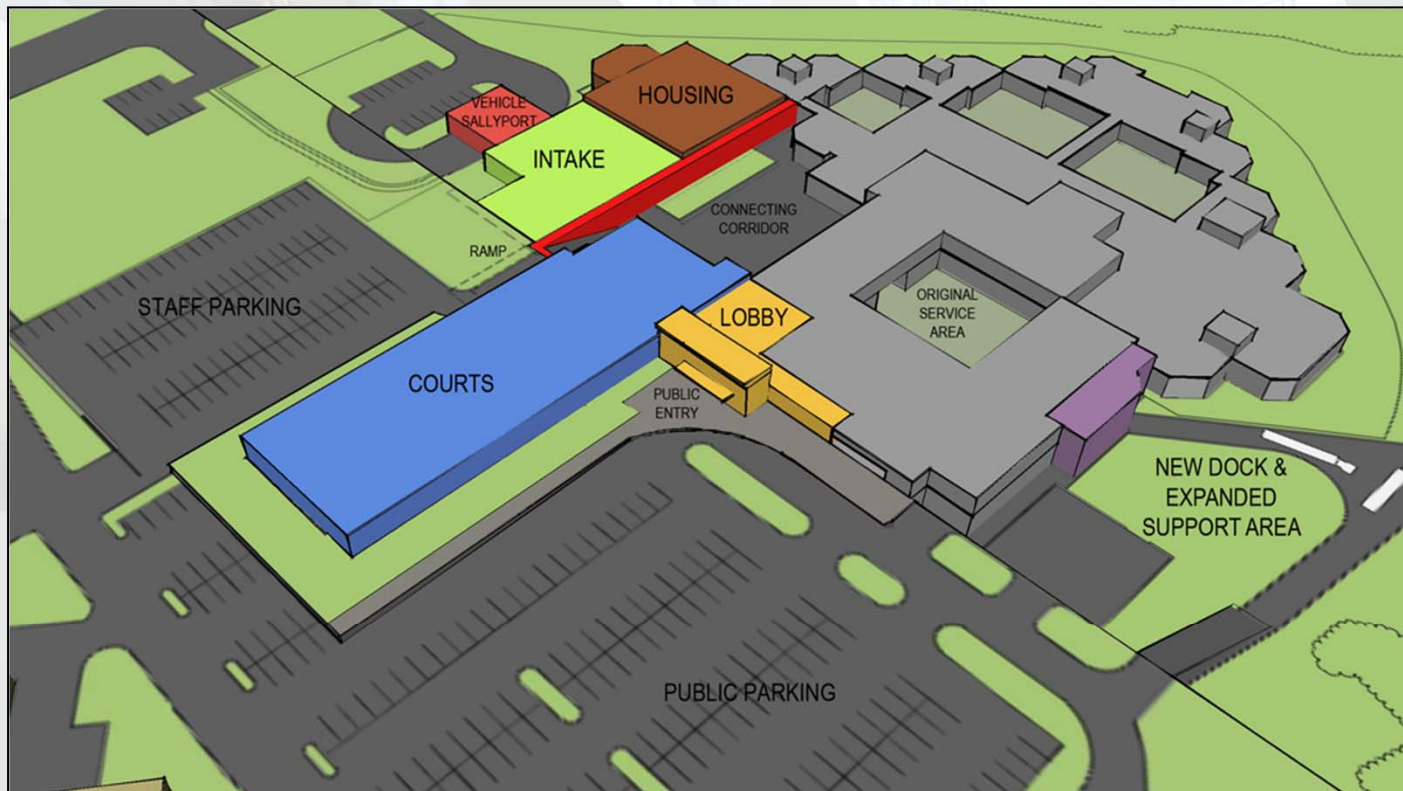 HOUSING
VEHICLE
SALLYPORT
INTAKE
CONNECTING
CORRIDOR
RAMP
STAFF PARKING
ORIGINAL
SERVICE
AREA
LOBBY
COURTS
PUBLIC
ENTRY
NEW DOCK &
EXPANDED
SUPPORT AREA
PUBLIC PARKING